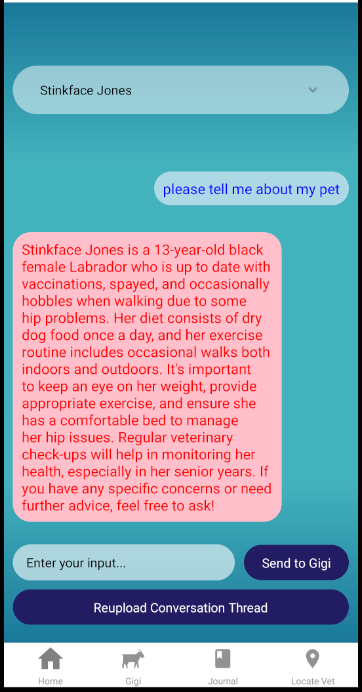 Stinkface Jones
please tell me about my pet
Stinkface Jones is a 13-year-old black
female Labrador who is up to date with
vaccinations, spayed, and occasionally
hobbles when walking due to some
hip problems. Her diet consists of dry
dog food once a day, and her exercise
routine includes occasional walks both
indoors and outdoors. It's important
to keep an eye on her weight, provide
appropriate exercise, and ensure she
has a comfortable bed to manage
her hip issues. Regular veterinary
check-ups will help in monitoring her
health, especially in her senior years. If
you have any specific concerns or need
further advice, feel free to ask!
Enter your input...
Send to Gigi
Reupload Conversation Thread
Home
Gigi
Journal
Locate Vet